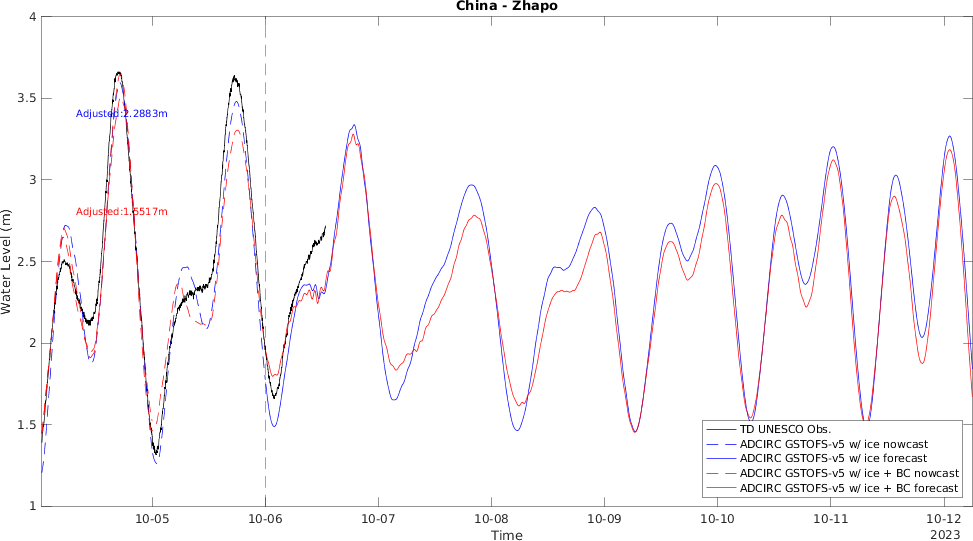 China - Zhapo
4
3.5
3
2.5
2
1.5
1
Water Level (m)
Adjusted:2.2883m
Adjusted:1.5517m
TD UNESCO Obs.
ADCIRC GSTOFS-v5 w/ ice nowcast
ADCIRC GSTOFS-v5 w/ ice forecast
ADCIRC GSTOFS-v5 w/ ice + BC nowcast
ADCIRC GSTOFS-v5 w/ ice + BC forecast
10-05 10-06 10-07 10-08 10-09 10-10 10-11 10-12
2023
Time